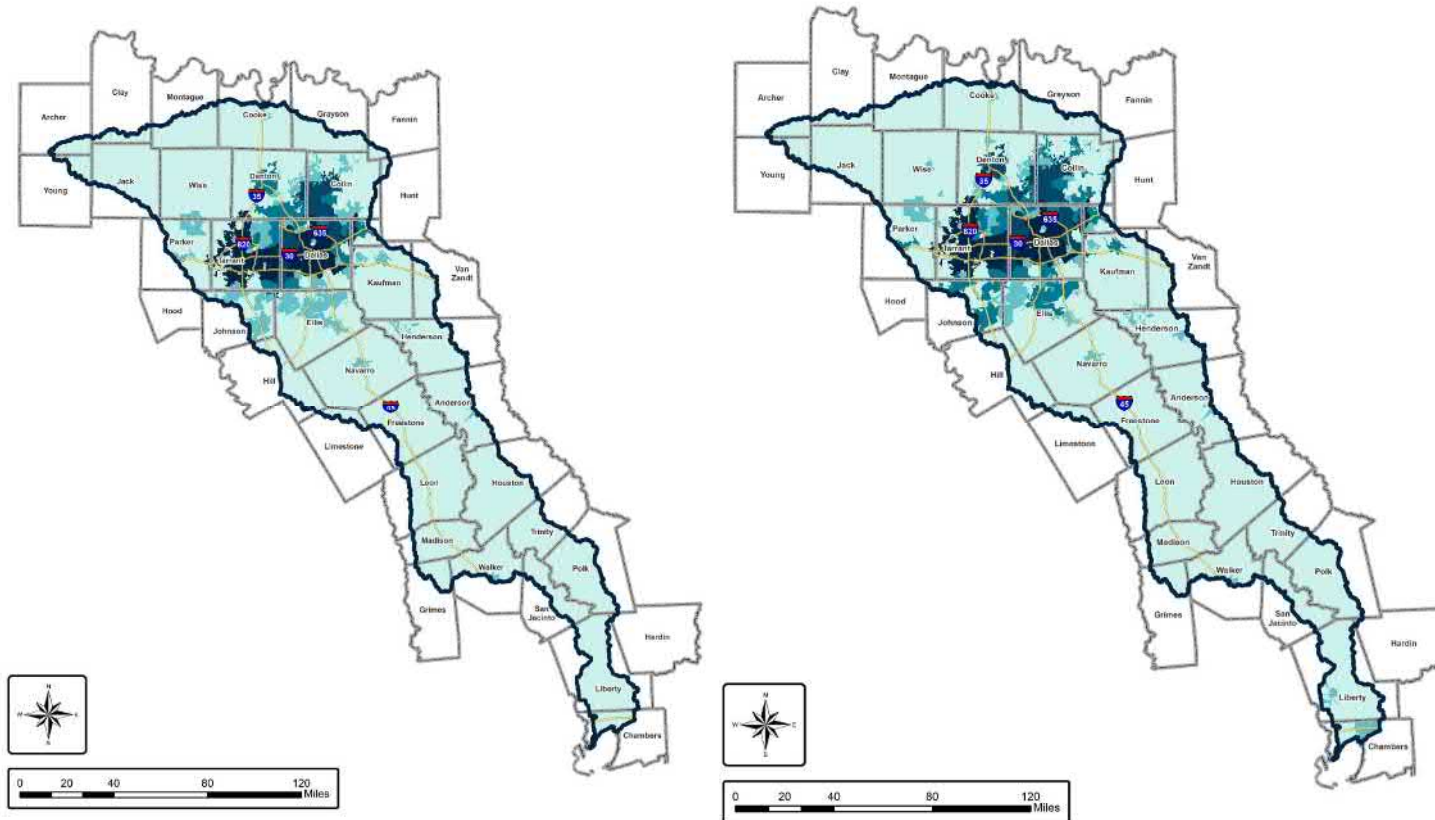 Clay
Montague
Cooke
Grayson
Fannin
Archer
Young
Jack
Wise
Denton
Collin
Hunt
35
Parker
820
635
Tarrant
30
Dallas
Kaufman
Van
Zandt
Hood
Johnson
Ellis
Henderson
Hill
Navarro
Anderson
45
Freestone
Limestone
Leon
Houston
Madison
Trinity
Walker
Polk
Grimes
San
Jacinto
Hardin
Liberty
Chambers
N
W E
S
0 20 40 80 120
Miles
Clay
Montague
Cooke
Grayson
Fannin
Archer
Young
Jack
Wise
Denton
Collin
Hunt
35
Parker
820
635
Tarrant
30
Dallas
Kaufman
Van
Zandt
Hood
Johnson
Ellis
Henderson
Hill
Navarro
Anderson
45
Freestone
Limestone
Leon
Houston
Madison
Trinity
Walker
Polk
Grimes
San
Jacinto
Hardin
Liberty
Chambers
N
W E
S
0 20 40 80 120
Miles